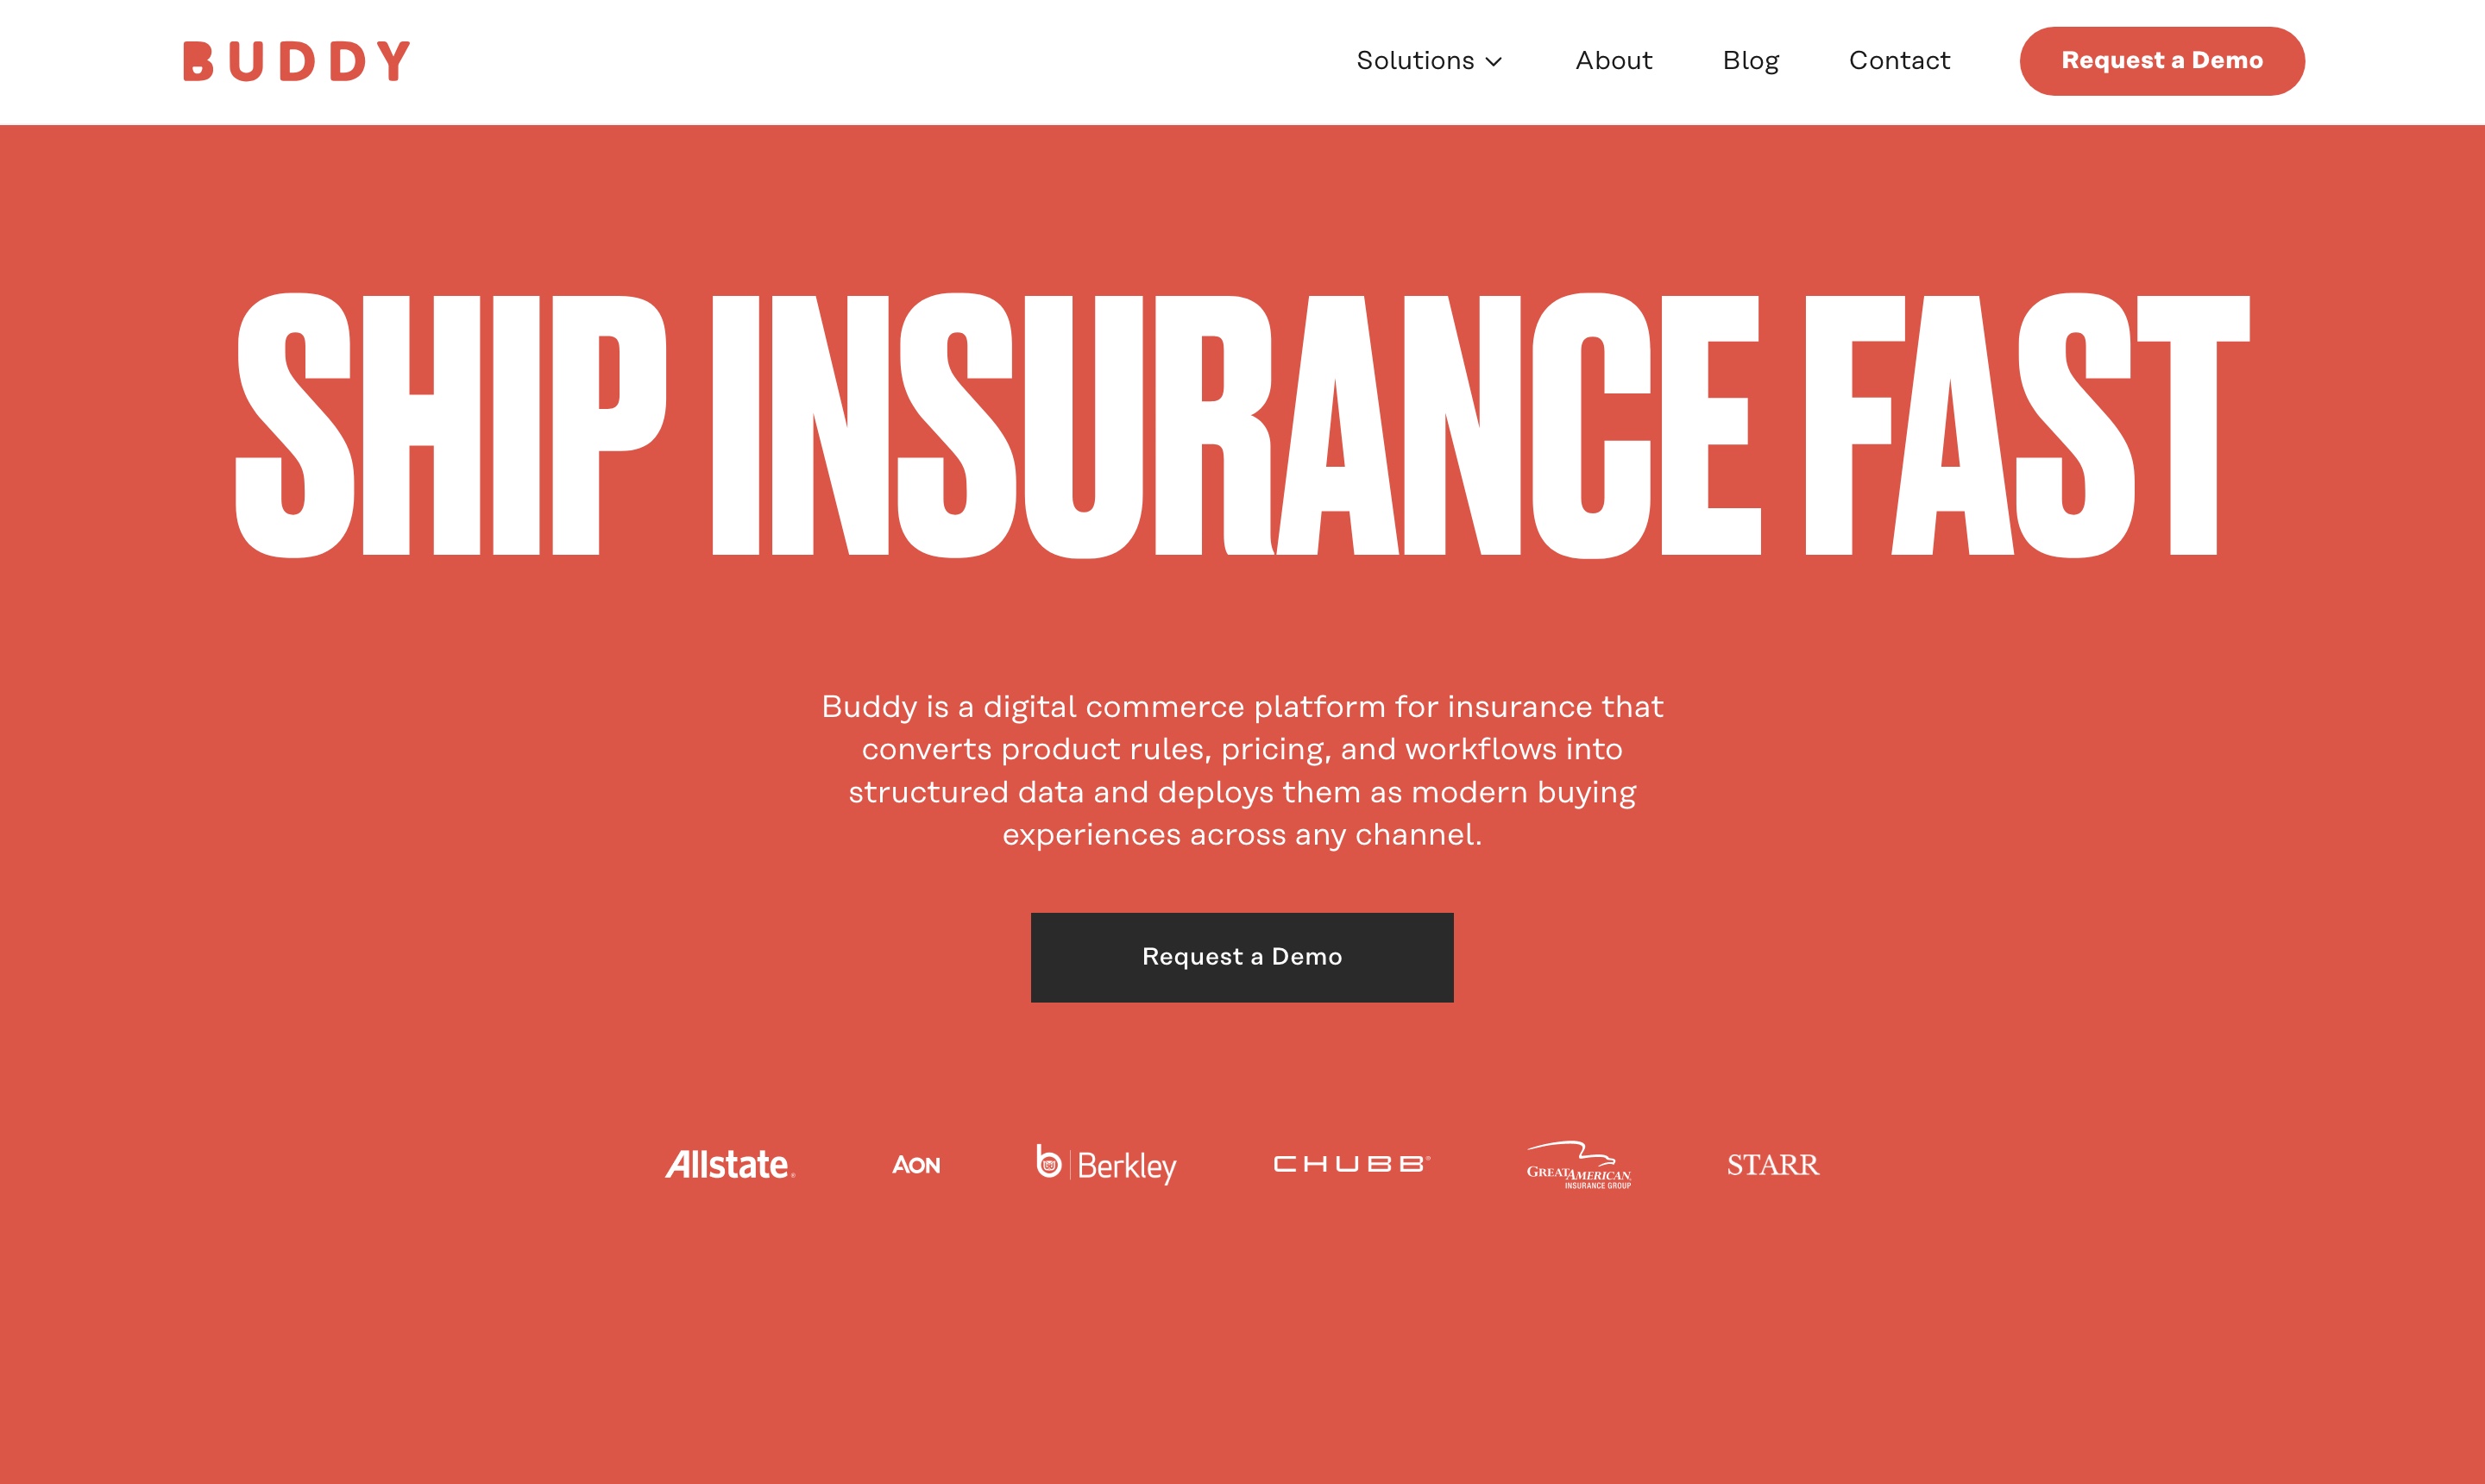 BUDDY
Solutions
About
Blog
Contact
Request a Demo
SHIP INSURANCE FAST
Buddy is a digital commerce platform for insurance that
converts product rules, pricing, and workflows into
structured data and deploys them as modern buying
experiences across any channel.
Request a Demo
Allstate®
AON
b Berkley
CHUBB®
GREATAMERICAN
INSURANCE GROUP
STARR